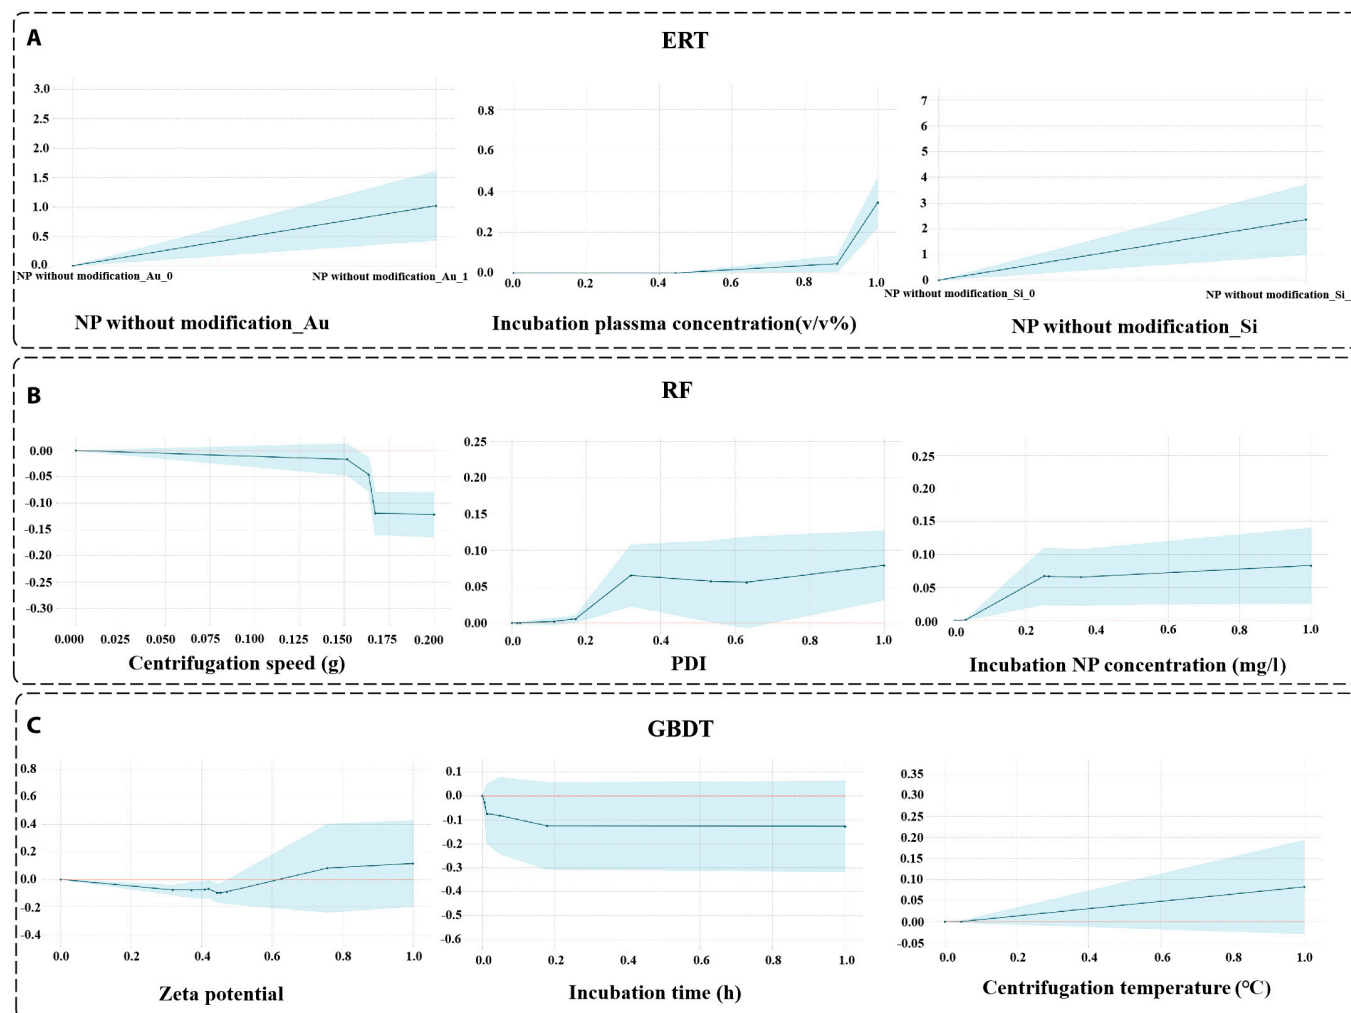 A
ERT
3.0
2.5
2.0
1.5
1.0
0.5
0.0
NP without modification_Au_0
NP without modification_Au_1
NP without modification_Au
0.8
0.6
0.4
0.2
0.0
0.0 0.2 0.4 0.6 0.8 1.0
Incubation plassma concentration(v/v%)
7
6
5
4
3
2
1
0
NP without modification_Si_0
NP without modification_Si_
NP without modification_Si
B
RF
0.00
-0.05
-0.10
-0.15
-0.20
-0.25
-0.30
0.000 0.025 0.050 0.075 0.100 0.125 0.150 0.175 0.200
Centrifugation speed (g)
0.25
0.20
0.15
0.10
0.05
0.00
0.0 0.2 0.4 0.6 0.8 1.0
PDI
0.25
0.20
0.15
0.10
0.05
0.00
0.0 0.2 0.4 0.6 0.8 1.0
Incubation NP concentration (mg/l)
C
GBDT
0.8
0.6
0.4
0.2
0.0
-0.2
-0.4
0.0 0.2 0.4 0.6 0.8 1.0
Zeta potential
0.1
0.0
-0.1
-0.2
-0.3
-0.4
-0.5
-0.6
0.0 0.2 0.4 0.6 0.8 1.0
Incubation time (h)
0.35
0.30
0.25
0.20
0.15
0.10
0.05
0.00
-0.05
0.0 0.2 0.4 0.6 0.8 1.0
Centrifugation temperature (°C)